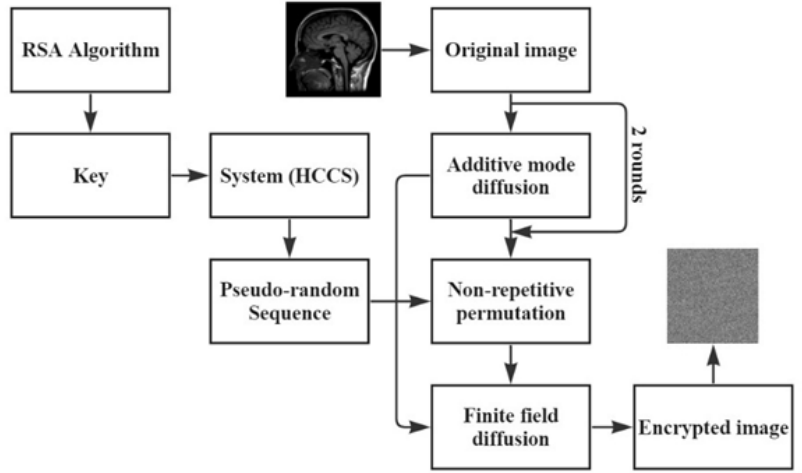 RSA Algorithm
Original image
2 rounds
Key
System (HCCS)
Additive mode
diffusion
Pseudo-random
Sequence
Non-repetitive
permutation
Finite field
diffusion
Encrypted image